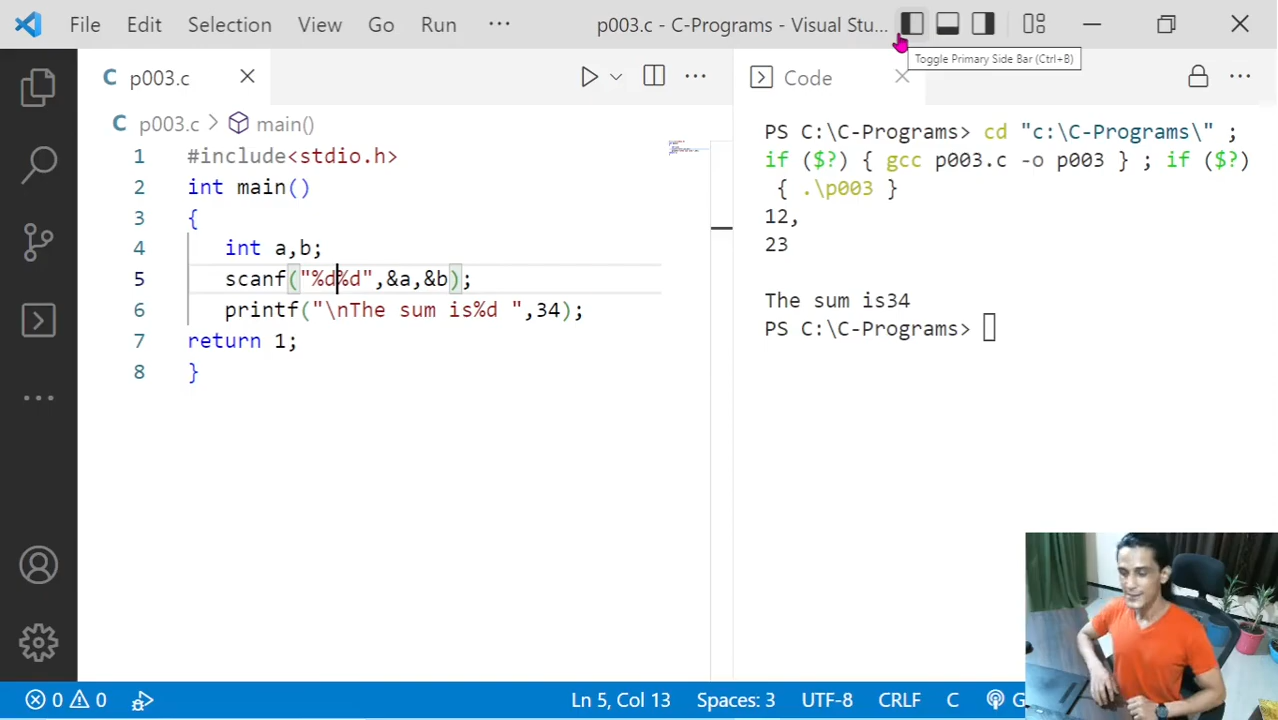 File Edit Selection View Go Run ··· p003.c - C-Programs - Visual Stu...
Toggle Primary Side Bar (Ctrl+B)
C p003.c
Code
C p003.c > main()
1 #include<stdio.h>
2 int main()
3 {
4 int a,b;
5 scanf("%d%d",&a,&b);
6 printf("\nThe sum is%d ",34);
7 return 1;
8 }
PS C:\C-Programs> cd "c:\C-Programs\" ;
if ($?) { gcc p003.c -o p003 } ; if ($?)
{ .\p003 }
12,
23
The sum is34
PS C:\C-Programs>
0 0 Ln 5, Col 13 Spaces: 3 UTF-8 CRLF C G